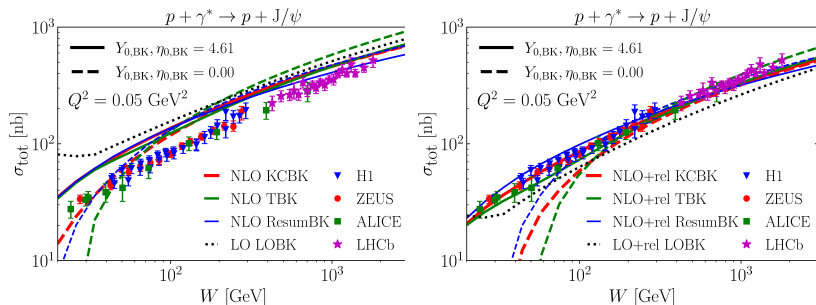 p + γ* → p + J/ψ
Y₀,BK, η₀,BK = 4.61
Y₀,BK, η₀,BK = 0.00
Q² = 0.05 GeV²
NLO KCBK
NLO TBK
NLO ResumBK
LO LOBK
H1
ZEUS
ALICE
LHCb
σtot [nb]
10³
10²
10¹
10² 10³
W [GeV]
p + γ* → p + J/ψ
Y₀,BK, η₀,BK = 4.61
Y₀,BK, η₀,BK = 0.00
Q² = 0.05 GeV²
NLO+rel KCBK
NLO+rel TBK
NLO+rel ResumBK
LO+rel LOBK
H1
ZEUS
ALICE
LHCb
σtot [nb]
10³
10²
10¹
10² 10³
W [GeV]